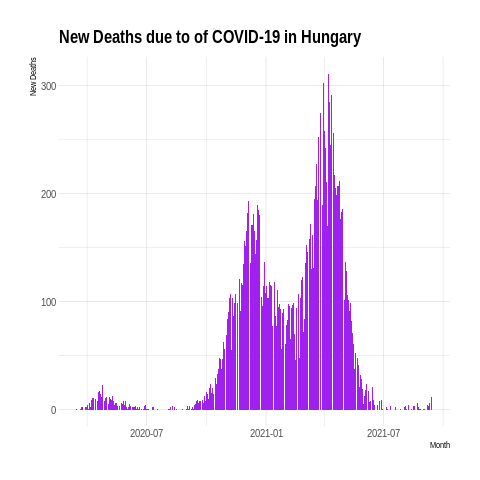 New Deaths due to of COVID-19 in Hungary
New Deaths
300
200
100
0
2020-07
2021-01
2021-07
Month